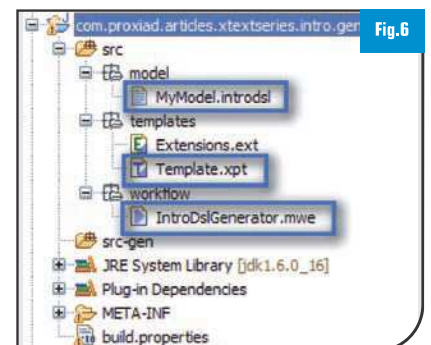 com.proxiad.articles.xtextseries.intro.gen
Fig.6
src
model
MyModel.introdsl
templates
Extensions.ext
Template.xpt
workflow
IntroDslGenerator.mwe
src-gen
JRE System Library [jdk1.6.0_16]
Plug-in Dependencies
META-INF
build.properties